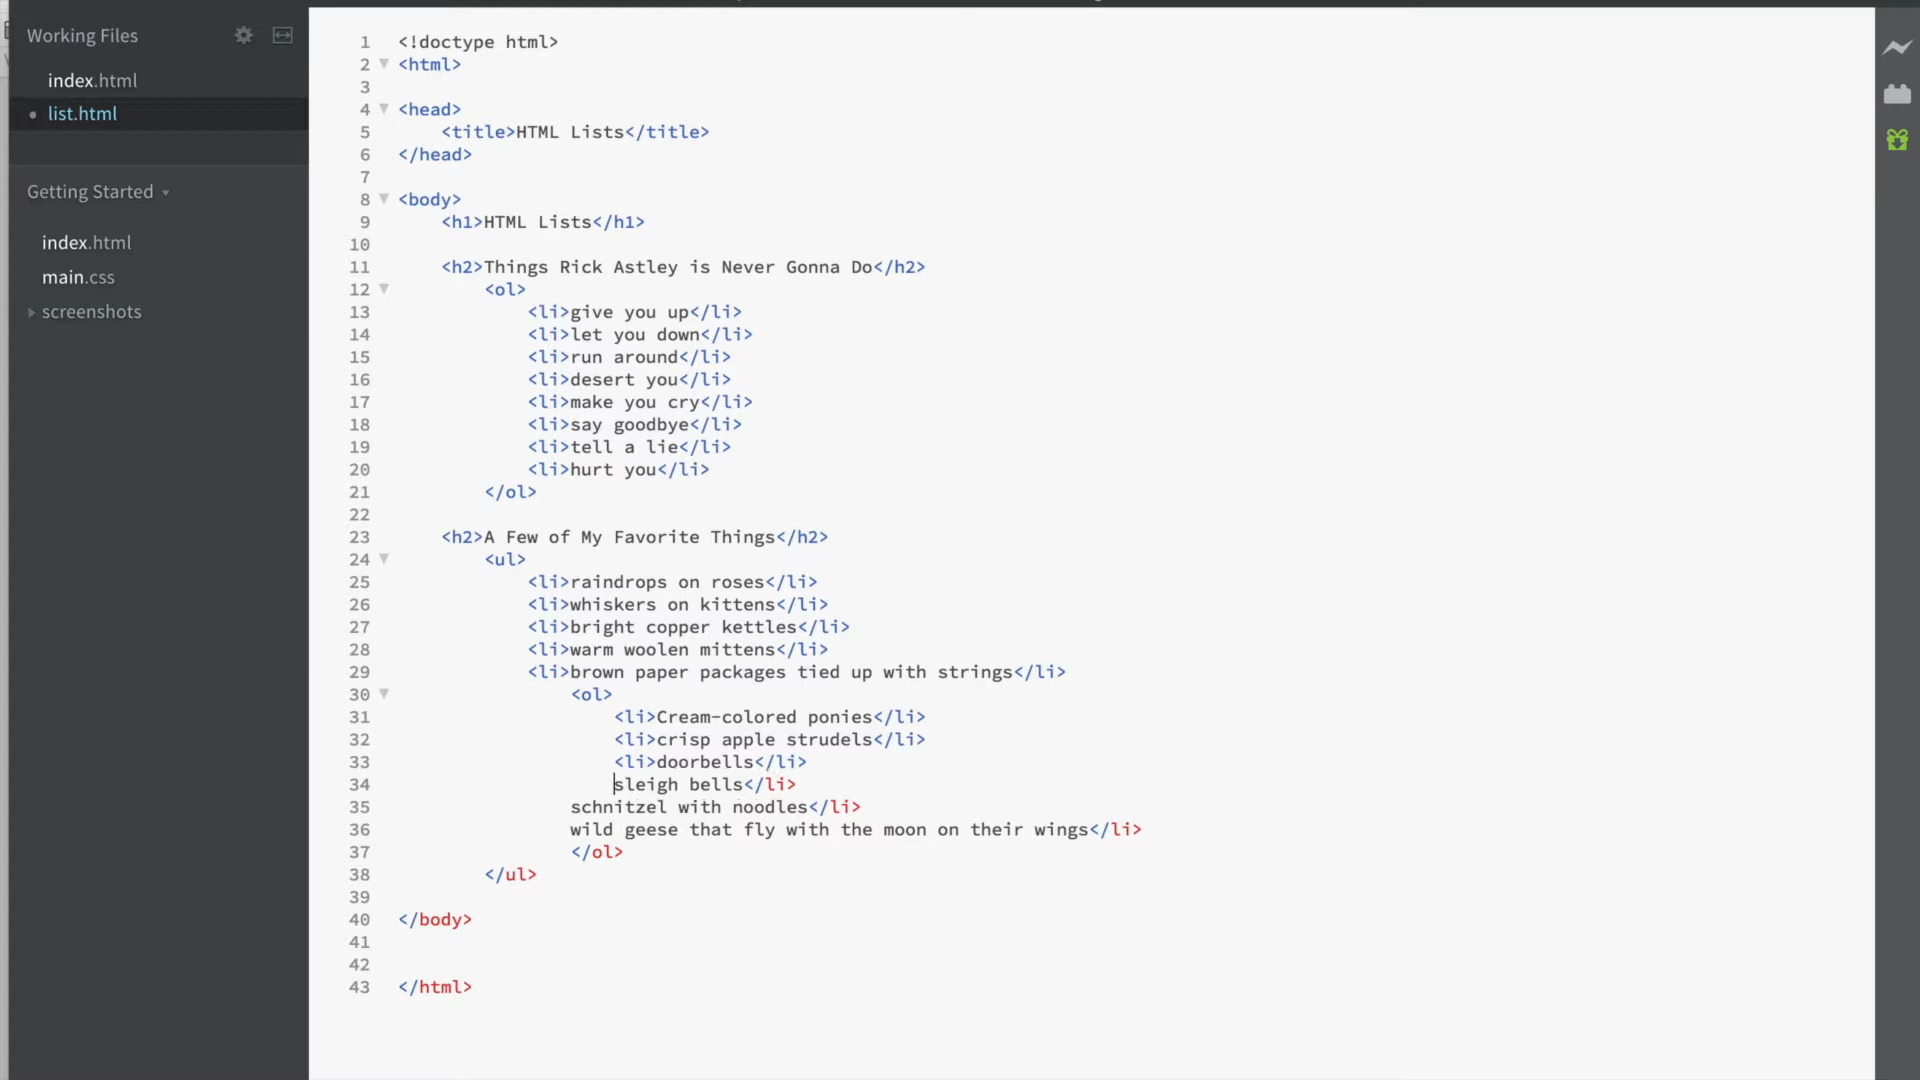 Working Files
index.html
list.html
Getting Started
index.html
main.css
screenshots
1 <!doctype html>
2 <html>
3
4 <head>
5 <title>HTML Lists</title>
6 </head>
7
8 <body>
9 <h1>HTML Lists</h1>
10
11 <h2>Things Rick Astley is Never Gonna Do</h2>
12 <ol>
13 <li>give you up</li>
14 <li>let you down</li>
15 <li>run around</li>
16 <li>desert you</li>
17 <li>make you cry</li>
18 <li>say goodbye</li>
19 <li>tell a lie</li>
20 <li>hurt you</li>
21 </ol>
22
23 <h2>A Few of My Favorite Things</h2>
24 <ul>
25 <li>raindrops on roses</li>
26 <li>whiskers on kittens</li>
27 <li>bright copper kettles</li>
28 <li>warm woolen mittens</li>
29 <li>brown paper packages tied up with strings</li>
30 <ol>
31 <li>Cream-colored ponies</li>
32 <li>crisp apple strudels</li>
33 <li>doorbells</li>
34 sleigh bells</li>
35 schnitzel with noodles</li>
36 wild geese that fly with the moon on their wings</li>
37 </ol>
38 </ul>
39
40 </body>
41
42
43 </html>